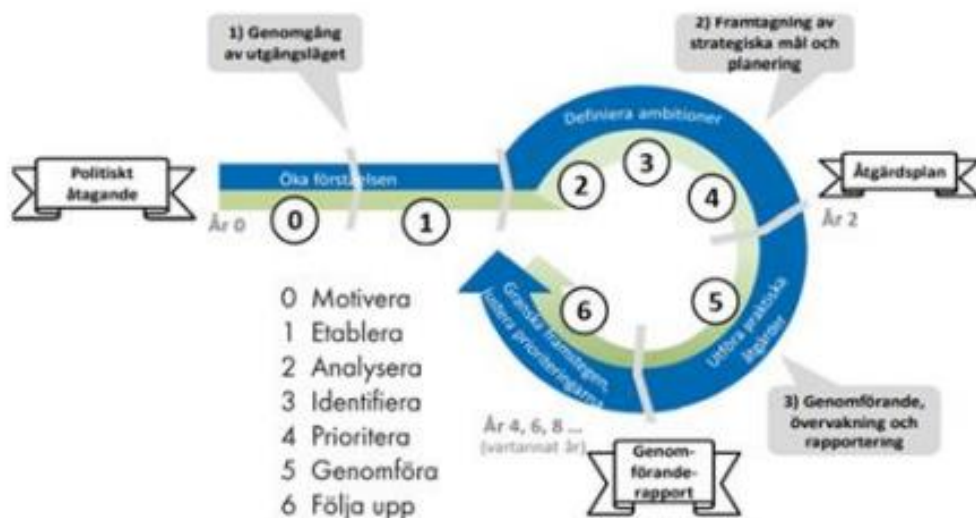 1) Genomgång
av utgångsläget
2) Framtagning av
strategiska mål och
planering
Definiera ambitioner
Politiskt
åtagande
Öka förståelsen
Åtgärdsplan
År 0
År 2
0
1
2
3
4
5
6
0 Motivera
1 Etablera
2 Analysera
3 Identifiera
4 Prioritera
5 Genomföra
6 Följa upp
Utföra praktiska
åtgärder
Granska framstegen,
prioriteringarna
År 4, 6, 8 ...
(vartannat år)
3) Genomförande,
övervakning och
rapportering
Genom-
förande-
rapport